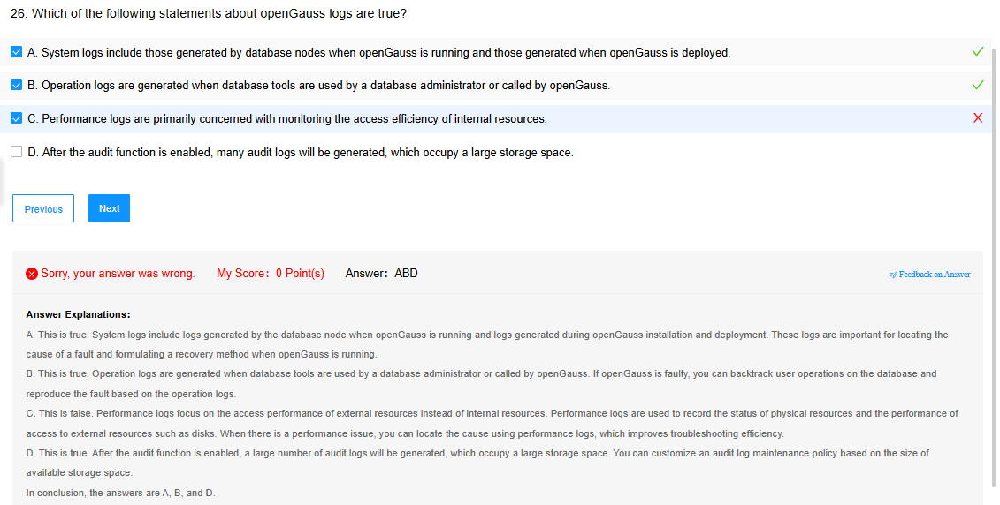 26. Which of the following statements about openGauss logs are true?
A. System logs include those generated by database nodes when openGauss is running and those generated when openGauss is deployed.
B. Operation logs are generated when database tools are used by a database administrator or called by openGauss.
C. Performance logs are primarily concerned with monitoring the access efficiency of internal resources.
D. After the audit function is enabled, many audit logs will be generated, which occupy a large storage space.
Previous Next
Sorry, your answer was wrong. My Score: 0 Point(s) Answer: ABD Feedback on Answer
Answer Explanations:
A. This is true. System logs include logs generated by the database node when openGauss is running and logs generated during openGauss installation and deployment. These logs are important for locating the
cause of a fault and formulating a recovery method when openGauss is running.
B. This is true. Operation logs are generated when database tools are used by a database administrator or called by openGauss. If openGauss is faulty, you can backtrack user operations on the database and
reproduce the fault based on the operation logs.
C. This is false. Performance logs focus on the access performance of external resources instead of internal resources. Performance logs are used to record the status of physical resources and the performance of
access to external resources such as disks. When there is a performance issue, you can locate the cause using performance logs, which improves troubleshooting efficiency.
D. This is true. After the audit function is enabled, a large number of audit logs will be generated, which occupy a large storage space. You can customize an audit log maintenance policy based on the size of
available storage space.
In conclusion, the answers are A, B, and D.